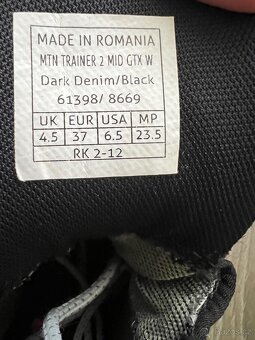 MADE IN ROMANIA
MTN TRAINER 2 MID GTX W
Dark Denim/Black
61398/ 8669
UK EUR USA MP
4.5 37 6.5 23.5
RK 2-12